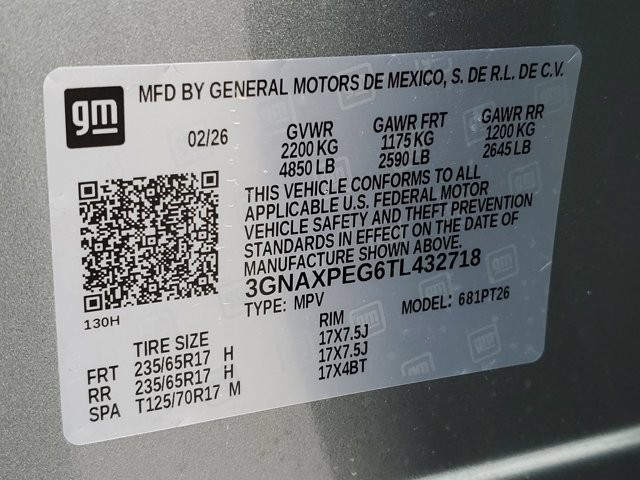 gm
MFD BY GENERAL MOTORS DE MEXICO, S. DE R.L. DE C.V.
02/26
GVWR GAWR FRT GAWR RR
2200 KG 1175 KG 1200 KG
4850 LB 2590 LB 2645 LB
THIS VEHICLE CONFORMS TO ALL
APPLICABLE U.S. FEDERAL MOTOR
VEHICLE SAFETY AND THEFT PREVENTION
STANDARDS IN EFFECT ON THE DATE OF
MANUFACTURE SHOWN ABOVE.
3GNAXPEG6TL432718
TYPE: MPV MODEL: 681PT26
130H
TIRE SIZE RIM
FRT 235/65R17 H 17X7.5J
RR 235/65R17 H 17X7.5J
SPA T125/70R17 M 17X4BT